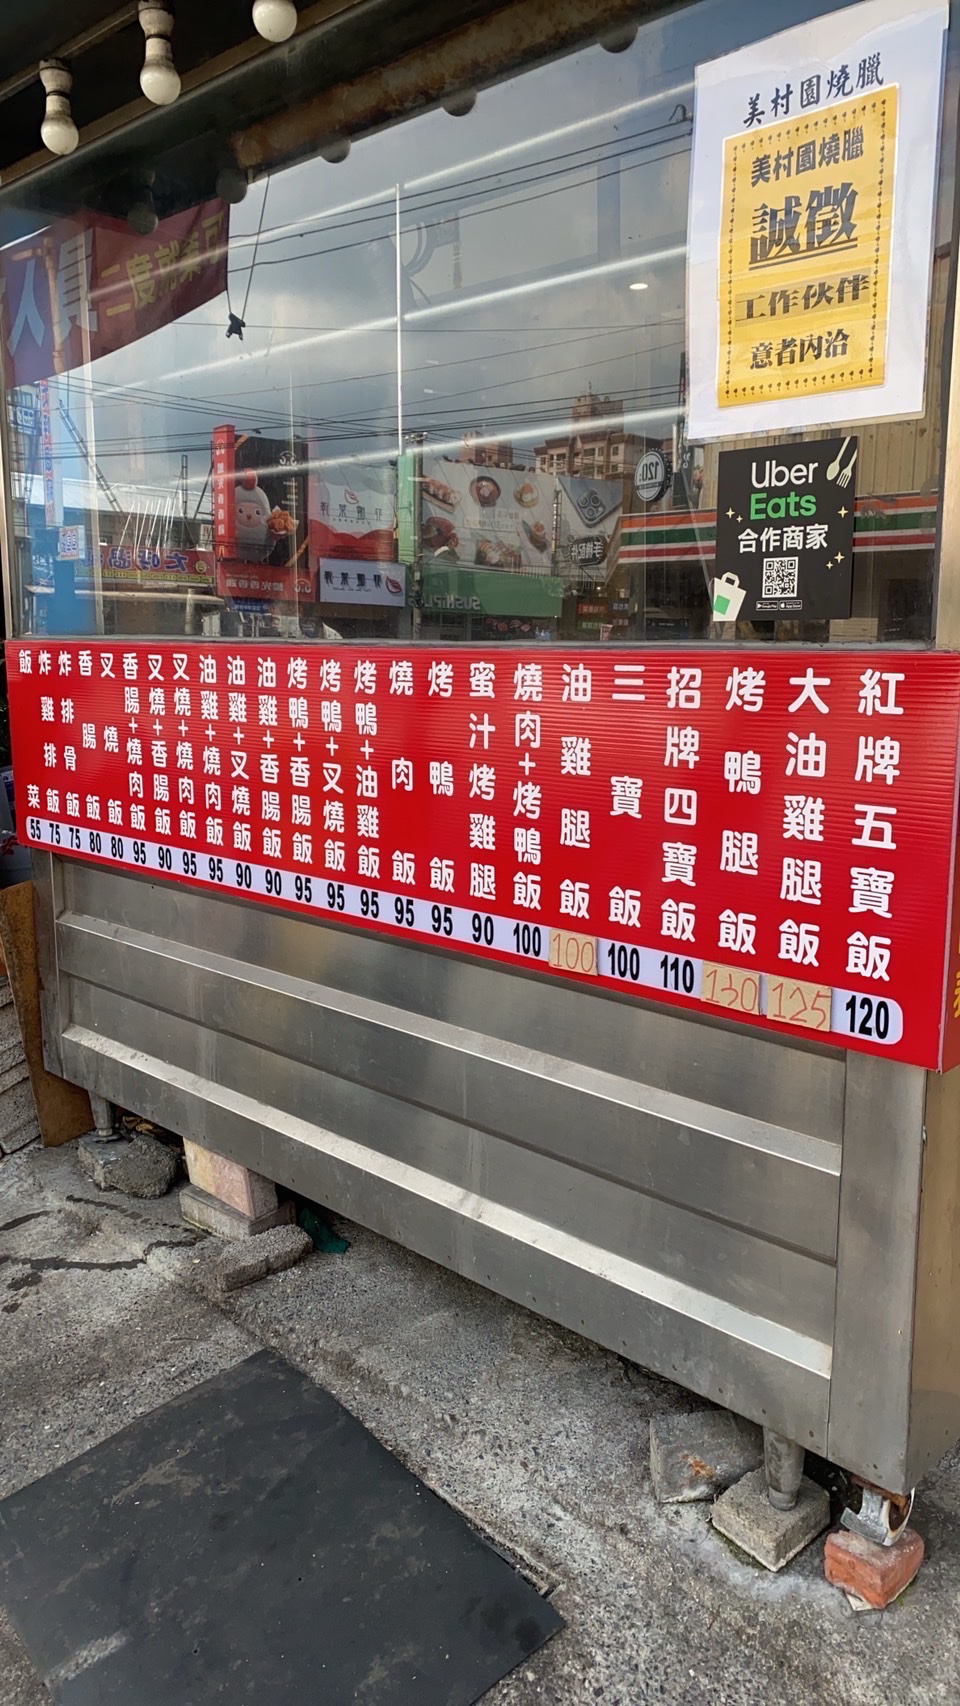 美村園燒臘
美村園燒臘
誠徵
工作伙伴
意者內洽
Uber
Eats
合作商家
紅牌五寶飯 120
大油雞腿飯 125
烤鴨腿飯 130
招牌四寶飯 110
三寶飯 100
油雞腿飯 100
燒肉+烤鴨飯 100
蜜汁烤雞腿 90
烤鴨飯 95
燒肉飯 95
烤鴨+油雞飯 95
烤鴨+叉燒飯 95
烤鴨+香腸飯 95
油雞+香腸飯 90
油雞+叉燒飯 90
油雞+燒肉飯 95
叉燒+燒肉飯 95
叉燒+香腸飯 90
香腸+燒肉飯 95
叉燒飯 80
香腸飯 80
炸排骨飯 75
炸雞排飯 75
飯菜 55